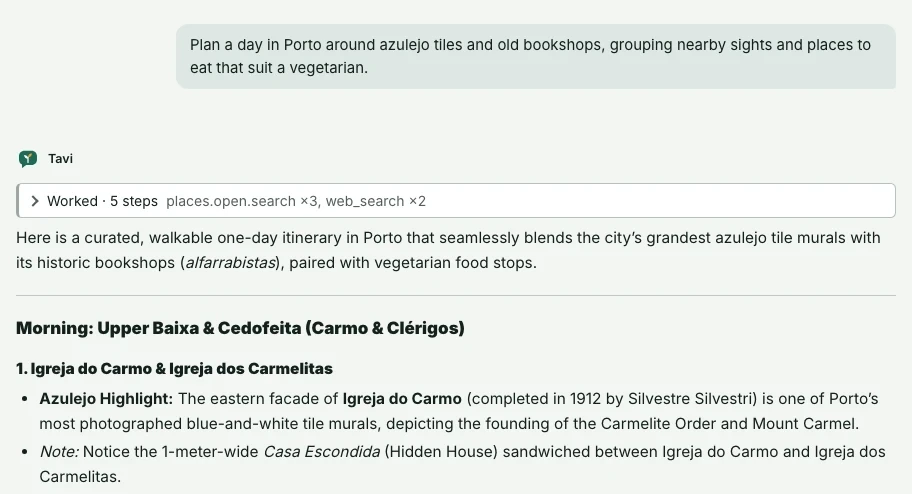 Plan a day in Porto around azulejo tiles and old bookshops, grouping nearby sights and places to
eat that suit a vegetarian.
Tavi
Worked · 5 steps places.open.search ×3, web_search ×2
Here is a curated, walkable one-day itinerary in Porto that seamlessly blends the city’s grandest azulejo tile murals with
its historic bookshops (alfarrabistas), paired with vegetarian food stops.
Morning: Upper Baixa & Cedofeita (Carmo & Clérigos)
1. Igreja do Carmo & Igreja dos Carmelitas
• Azulejo Highlight: The eastern facade of Igreja do Carmo (completed in 1912 by Silvestre Silvestri) is one of Porto’s
most photographed blue-and-white tile murals, depicting the founding of the Carmelite Order and Mount Carmel.
• Note: Notice the 1-meter-wide Casa Escondida (Hidden House) sandwiched between Igreja do Carmo and Igreja dos
Carmelitas.